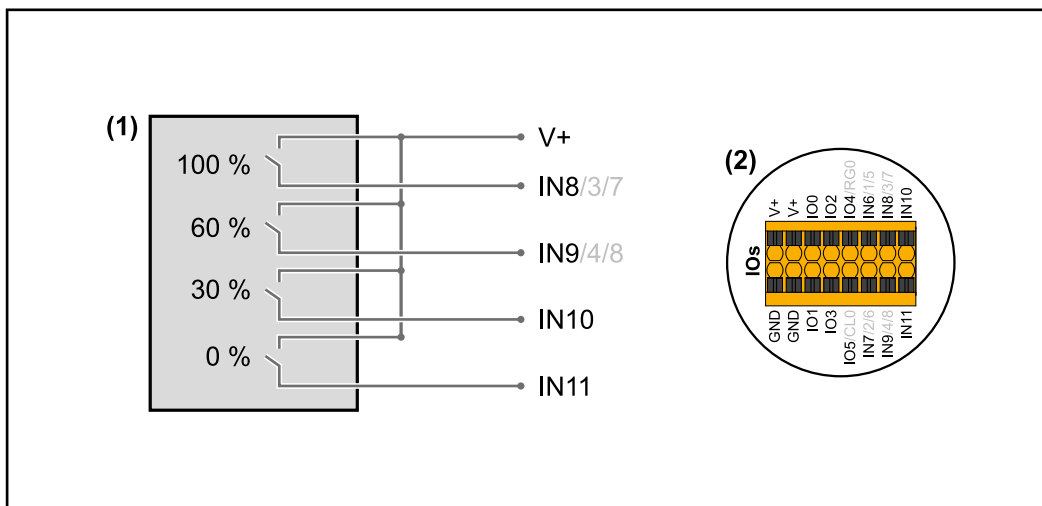 (1)
100 %
60 %
30 %
0 %
V+
IN8/3/7
IN9/4/8
IN10
IN11
(2)
V+
V+
IO0
IO2
IO4/RG0
IN6/1/5
IN8/3/7
IN10
IOs
GND
GND
IO1
IO3
IO5/CL0
IN7/2/6
IN9/4/8
IN11